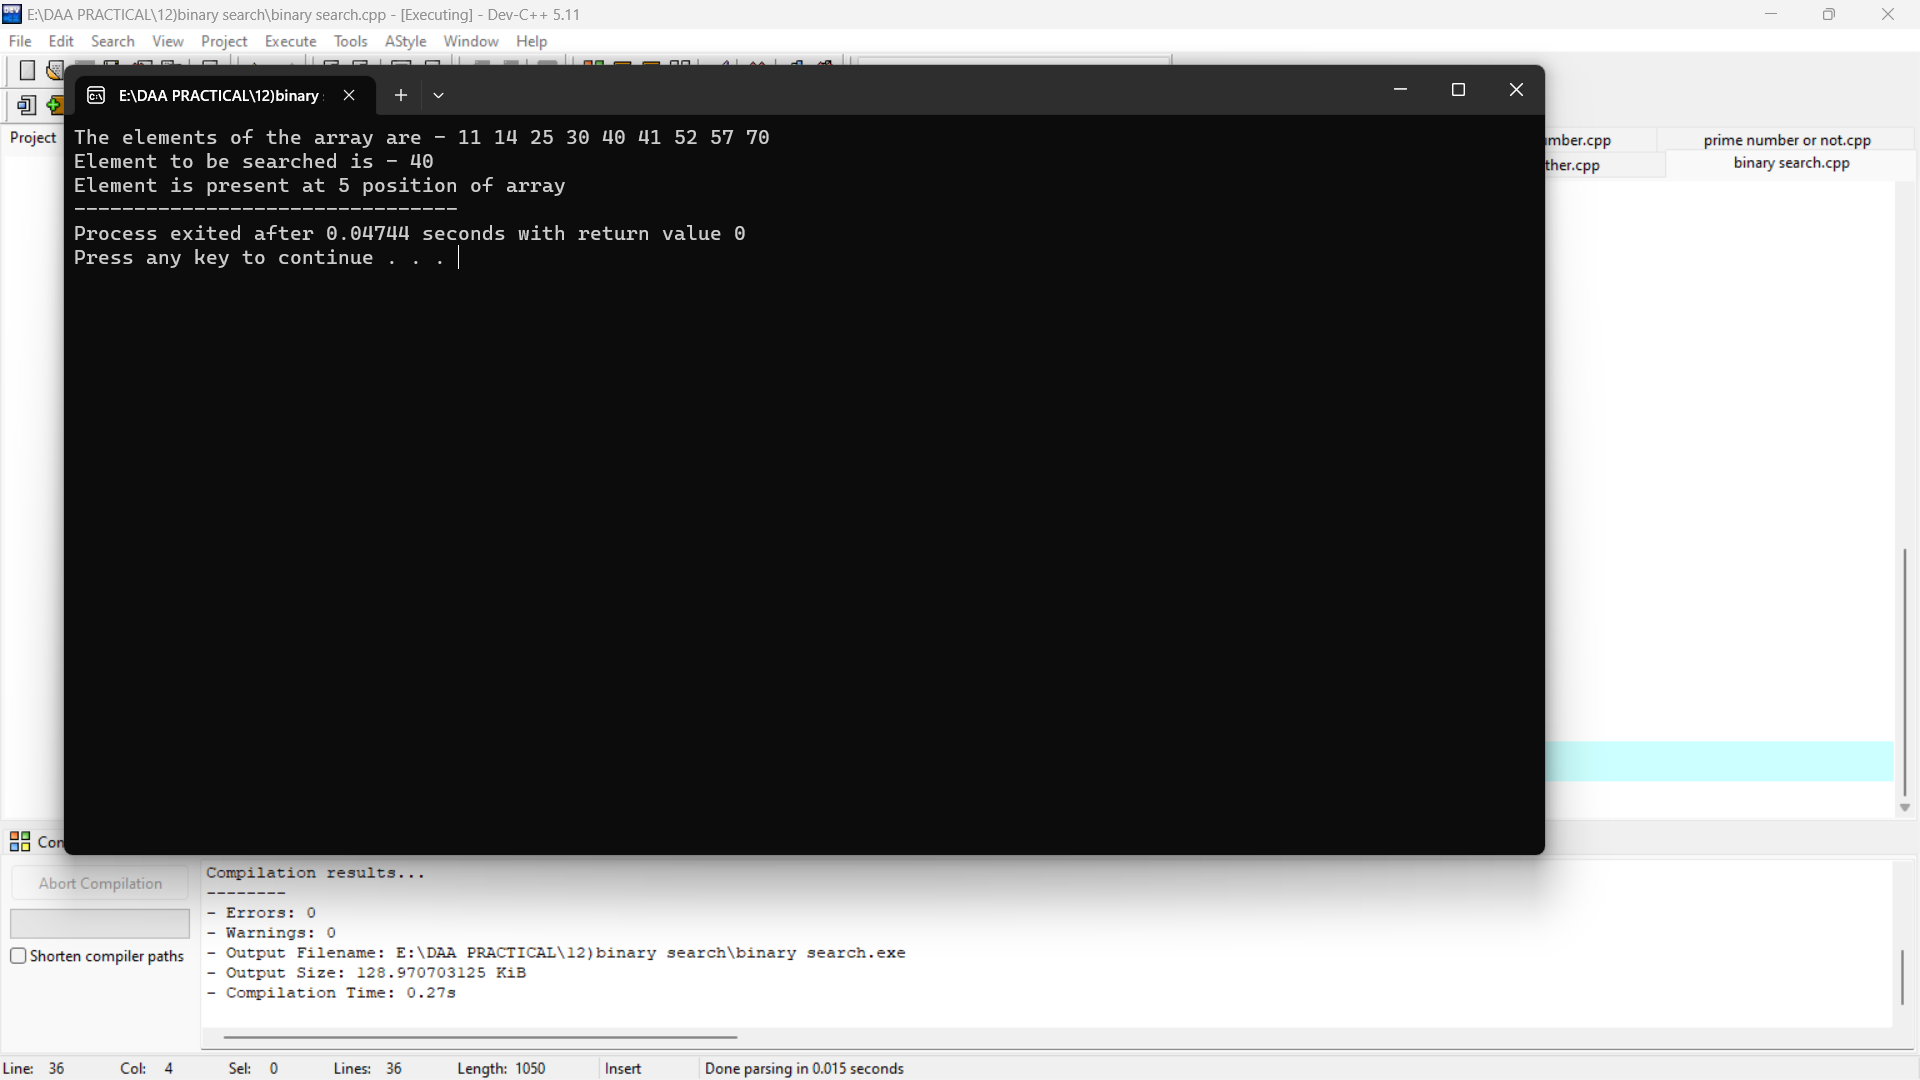 E:\DAA PRACTICAL\12)binary search\binary search.cpp - [Executing] - Dev-C++ 5.11
File Edit Search View Project Execute Tools AStyle Window Help
E:\DAA PRACTICAL\12)binary
Project
The elements of the array are - 11 14 25 30 40 41 52 57 70
Element to be searched is - 40
Element is present at 5 position of array
--------------------------------
Process exited after 0.04744 seconds with return value 0
Press any key to continue . . .
prime number or not.cpp
binary search.cpp
Abort Compilation
Shorten compiler paths
Compilation results...
--------
- Errors: 0
- Warnings: 0
- Output Filename: E:\DAA PRACTICAL\12)binary search\binary search.exe
- Output Size: 128.970703125 KiB
- Compilation Time: 0.27s
Line: 36 Col: 4 Sel: 0 Lines: 36 Length: 1050 Insert Done parsing in 0.015 seconds